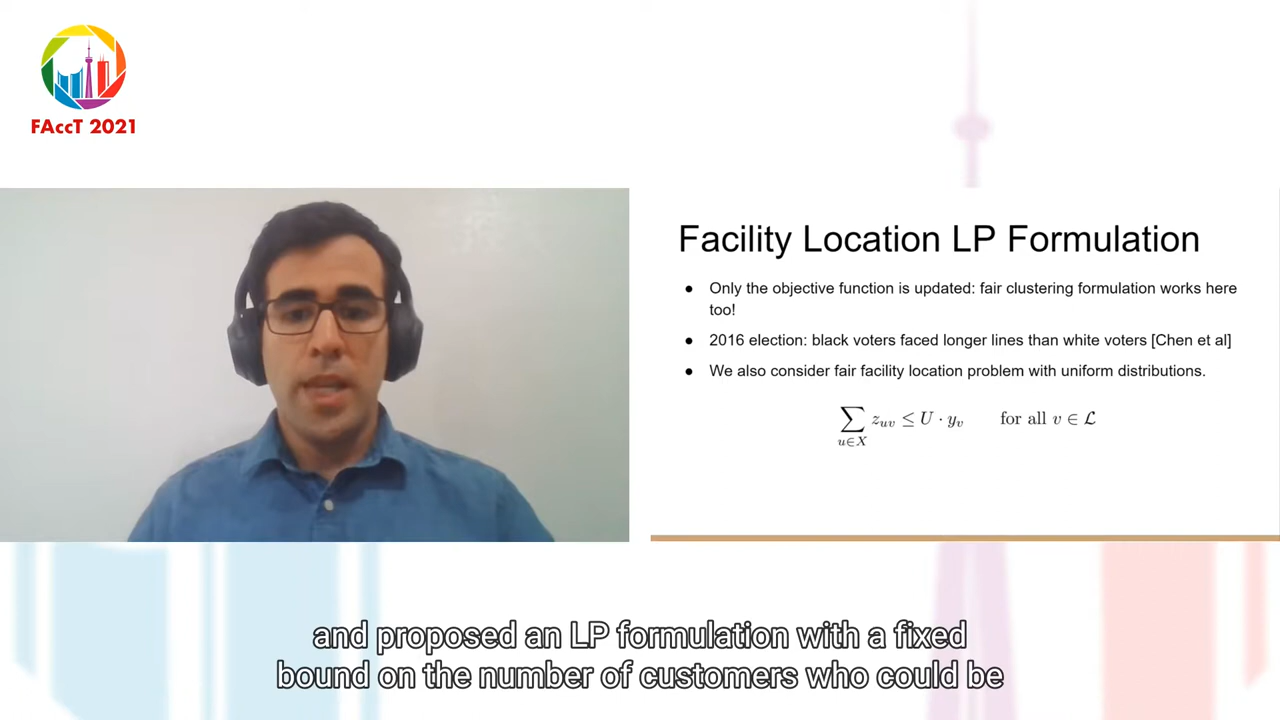 FAccT 2021
Facility Location LP Formulation
● Only the objective function is updated: fair clustering formulation works here
too!
● 2016 election: black voters faced longer lines than white voters [Chen et al]
● We also consider fair facility location problem with uniform distributions.
∑_{u∈X} z_{uv} ≤ U · y_v for all v ∈ ℒ
and proposed an LP formulation with a fixed
bound on the number of customers who could be